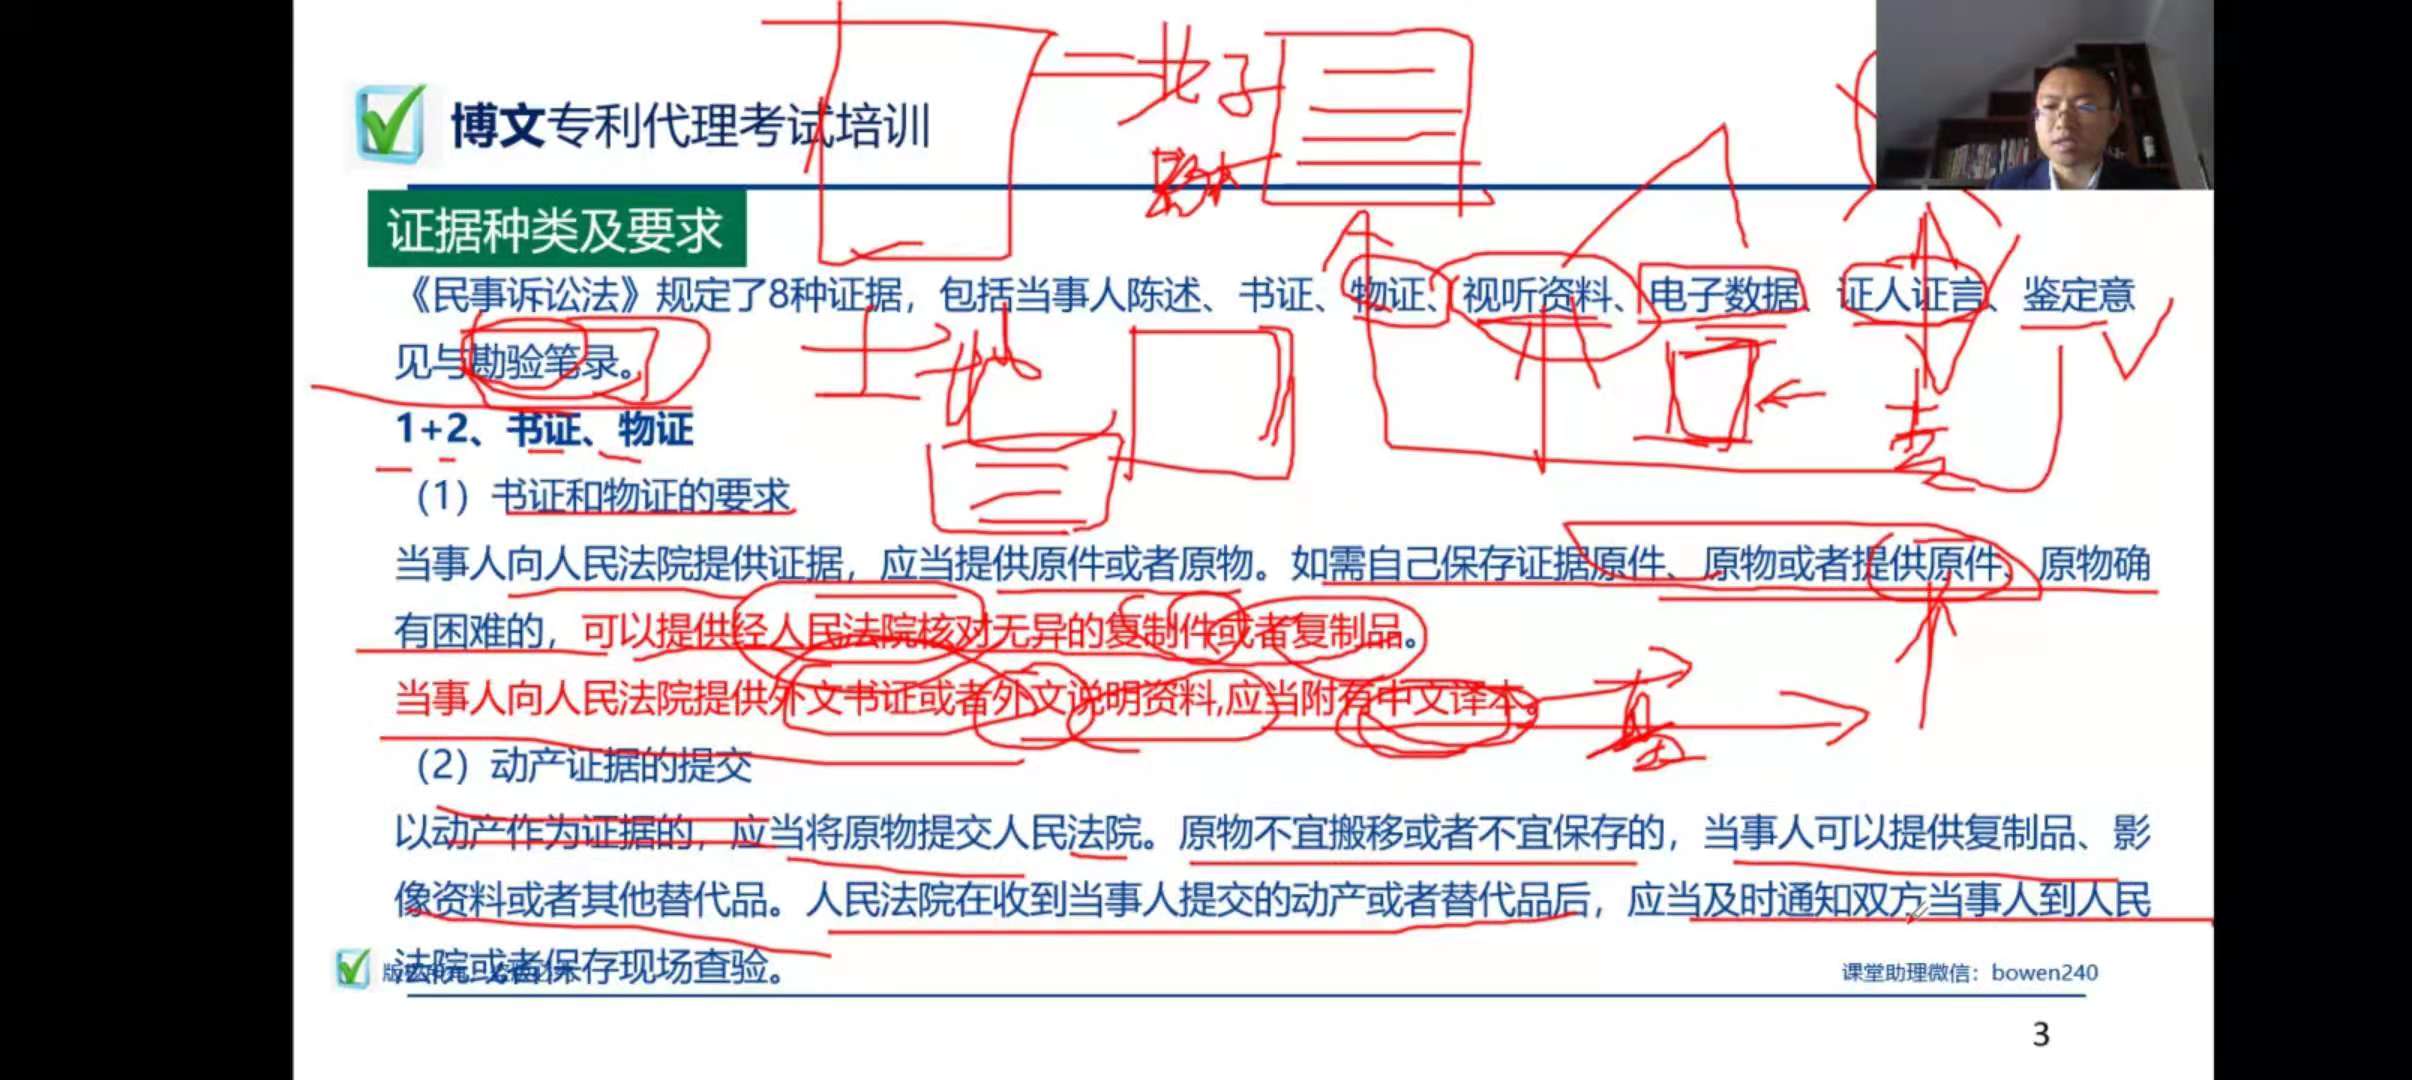 博文专利代理考试培训
证据种类及要求
《民事诉讼法》规定了8种证据，包括当事人陈述、书证、物证、视听资料、电子数据、证人证言、鉴定意
见与勘验笔录。
1+2、书证、物证
（1）书证和物证的要求
当事人向人民法院提供证据，应当提供原件或者原物。如需自己保存证据原件、原物或者提供原件、原物确
有困难的，可以提供经人民法院核对无异的复制件或者复制品。
当事人向人民法院提供外文书证或者外文说明资料,应当附有中文译本。
（2）动产证据的提交
以动产作为证据的，应当将原物提交人民法院。原物不宜搬移或者不宜保存的，当事人可以提供复制品、影
像资料或者其他替代品。人民法院在收到当事人提交的动产或者替代品后，应当及时通知双方当事人到人民
法院或者保存现场查验。
课堂助理微信：bowen240
3